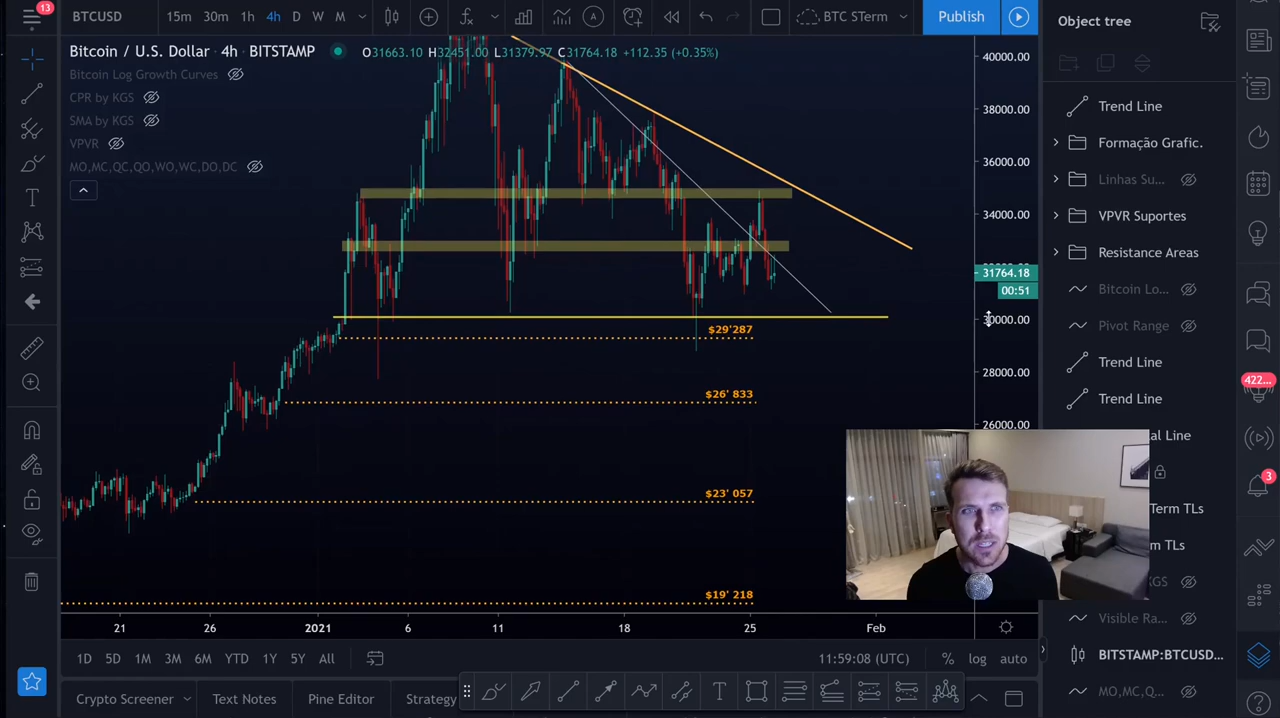 13
BTCUSD 15m 30m 1h 4h D W M BTC STerm Publish Object tree
Bitcoin / U.S. Dollar · 4h · BITSTAMP O31663.10 H32451.00 L31379.97 C31764.18 +112.35 (+0.35%)
Bitcoin Log Growth Curves
CPR by KGS
SMA by KGS
VPVR
MO,MC,QC,QO,WO,WC,DO,DC
40000.00
38000.00
36000.00
34000.00
31764.18
00:51
30000.00
28000.00
26000.00
$29'287
$26' 833
$23' 057
$19' 218
21 26 2021 6 11 18 25 Feb
1D 5D 1M 3M 6M YTD 1Y 5Y All 11:59:08 (UTC) % log auto
Crypto Screener Text Notes Pine Editor Strategy
Trend Line
Formação Grafic.
Linhas Su...
VPVR Suportes
Resistance Areas
Bitcoin Lo...
Pivot Range
Trend Line
Trend Line
al Line
Term TLs
m TLs
KGS
Visible Ra...
BITSTAMP:BTCUSD...
MO,MC,Q...
422...
3